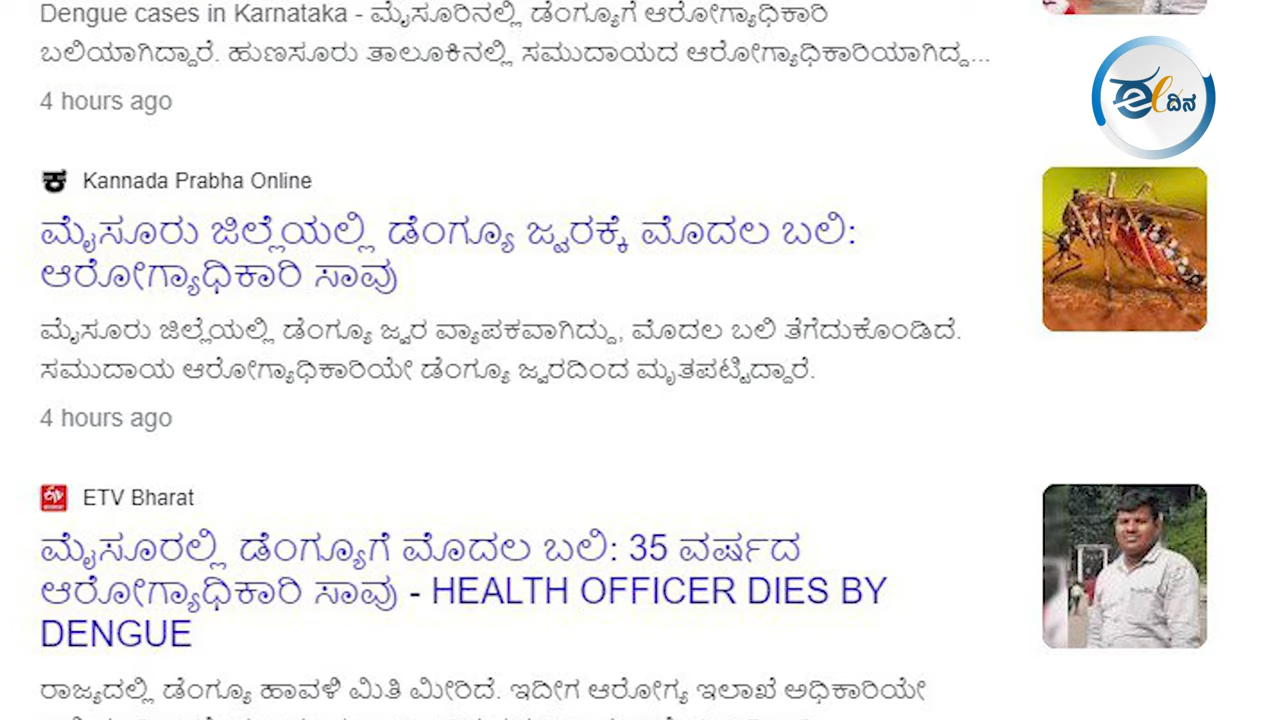 Dengue cases in Karnataka - ಮೈಸೂರಿನಲ್ಲಿ ಡೆಂಗ್ಯೂಗೆ ಆರೋಗ್ಯಾಧಿಕಾರಿ
ಬಲಿಯಾಗಿದ್ದಾರೆ. ಹುಣಸೂರು ತಾಲೂಕಿನಲ್ಲಿ ಸಮುದಾಯದ ಆರೋಗ್ಯಾಧಿಕಾರಿಯಾಗಿದ್ದ...
4 hours ago
ಈ ದಿನ
Kannada Prabha Online
ಮೈಸೂರು ಜಿಲ್ಲೆಯಲ್ಲಿ ಡೆಂಗ್ಯೂ ಜ್ವರಕ್ಕೆ ಮೊದಲ ಬಲಿ:
ಆರೋಗ್ಯಾಧಿಕಾರಿ ಸಾವು
ಮೈಸೂರು ಜಿಲ್ಲೆಯಲ್ಲಿ ಡೆಂಗ್ಯೂ ಜ್ವರ ವ್ಯಾಪಕವಾಗಿದ್ದು, ಮೊದಲ ಬಲಿ ತೆಗೆದುಕೊಂಡಿದೆ.
ಸಮುದಾಯ ಆರೋಗ್ಯಾಧಿಕಾರಿಯೇ ಡೆಂಗ್ಯೂ ಜ್ವರದಿಂದ ಮೃತಪಟ್ಟಿದ್ದಾರೆ.
4 hours ago
ETV Bharat
ಮೈಸೂರಲ್ಲಿ ಡೆಂಗ್ಯೂಗೆ ಮೊದಲ ಬಲಿ: 35 ವರ್ಷದ
ಆರೋಗ್ಯಾಧಿಕಾರಿ ಸಾವು - HEALTH OFFICER DIES BY
DENGUE
ರಾಜ್ಯದಲ್ಲಿ ಡೆಂಗ್ಯೂ ಹಾವಳಿ ಮಿತಿ ಮೀರಿದೆ. ಇದೀಗ ಆರೋಗ್ಯ ಇಲಾಖೆ ಅಧಿಕಾರಿಯೇ